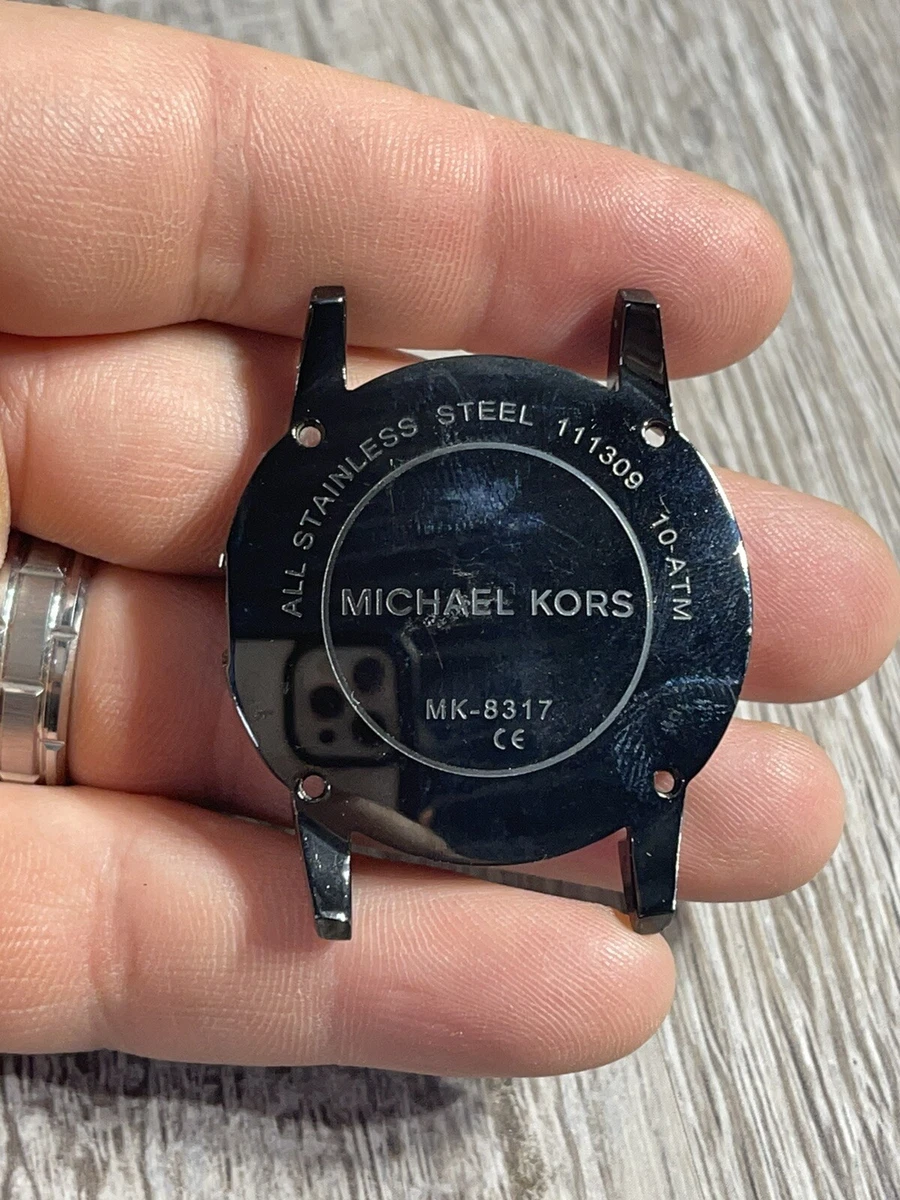 ALL STAINLESS STEEL 111309 10-ATM
MICHAEL KORS
MK-8317
CE